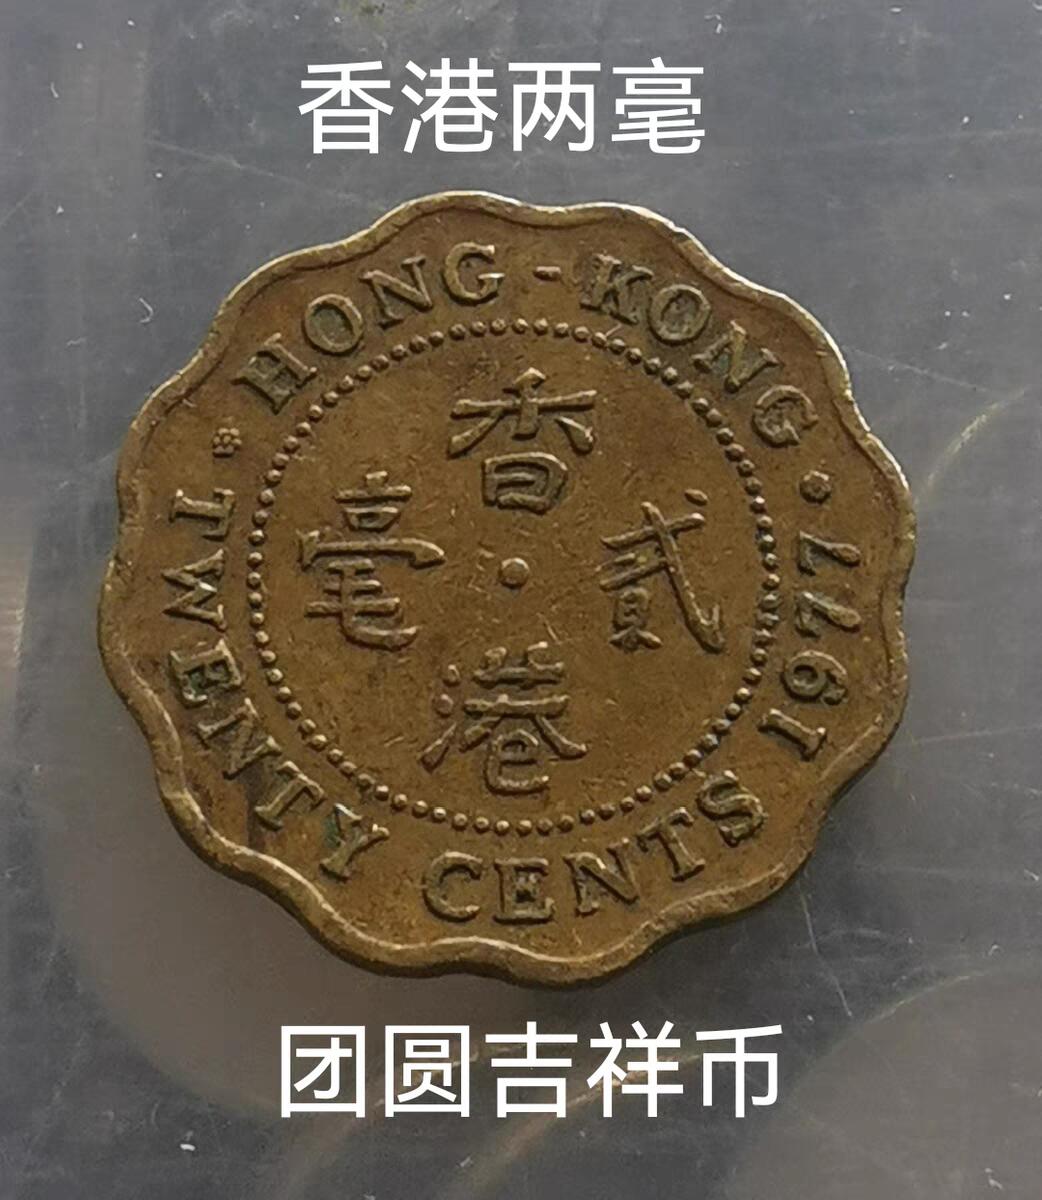 香港两毫
HONG-KONG · 1977 ·
香
毫 · 貳
港
TWENTY CENTS
团圆吉祥币